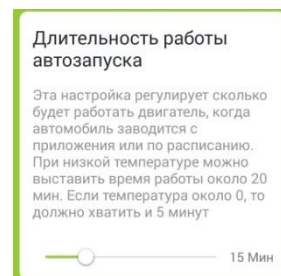 Длительность работы
автозапуска
Эта настройка регулирует сколько
будет работать двигатель, когда
автомобиль заводится с
приложения или по расписанию.
При низкой температуре можно
выставить время работы около 20
мин. Если температура около 0, то
должно хватить и 5 минут
15 Мин